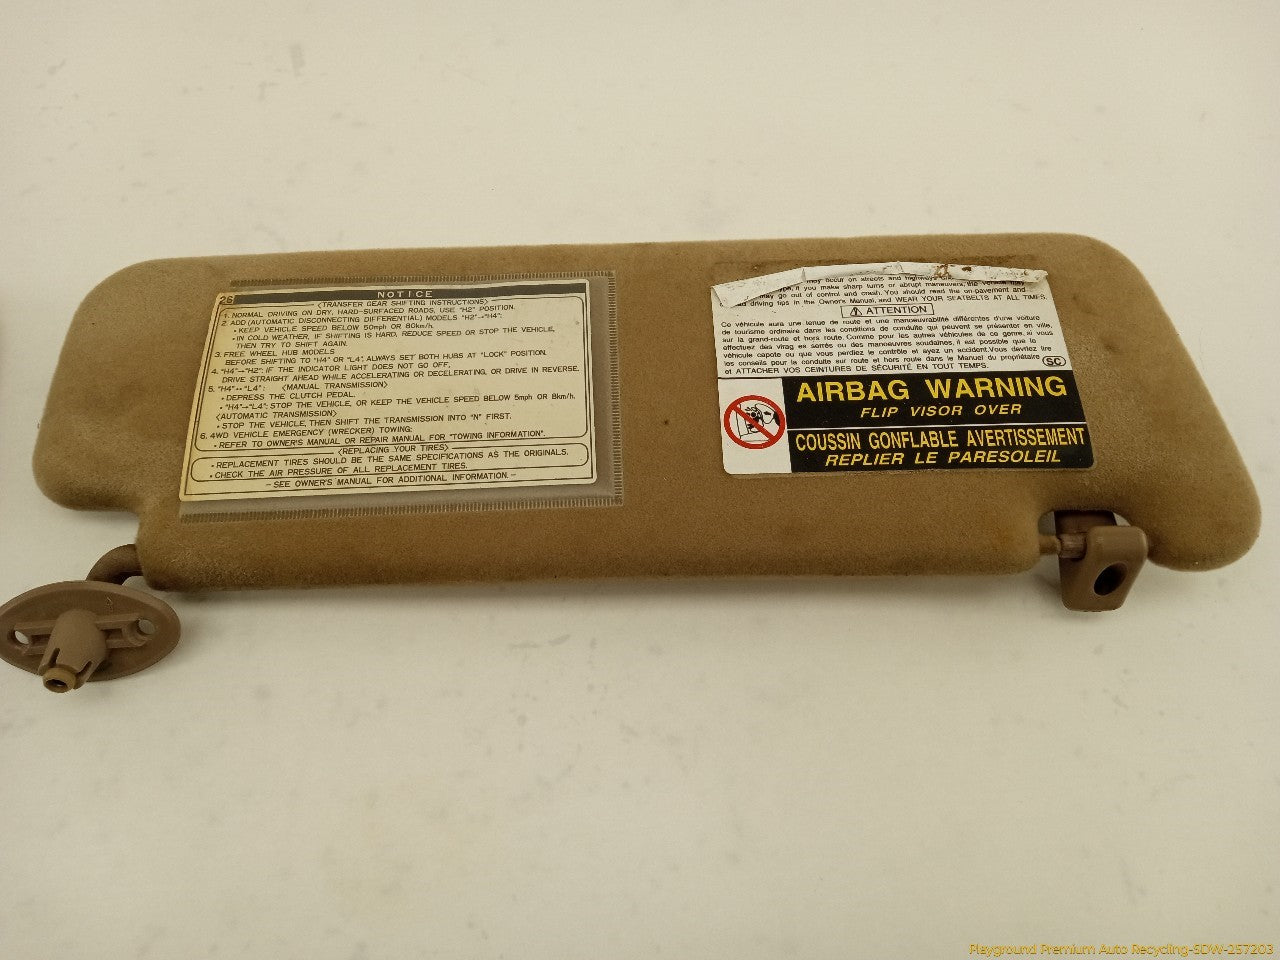 26
NOTICE
<TRANSFER GEAR SHIFTING INSTRUCTIONS>
1. NORMAL DRIVING ON DRY, HARD-SURFACED ROADS, USE "H2" POSITION.
2. ADD (AUTOMATIC DISCONNECTING DIFFERENTIAL) MODELS "H2"↔"H4":
• KEEP VEHICLE SPEED BELOW 50mph OR 80km/h.
• IN COLD WEATHER, IF SHIFTING IS HARD, REDUCE SPEED OR STOP THE VEHICLE,
THEN TRY TO SHIFT AGAIN.
3. FREE WHEEL HUB MODELS
BEFORE SHIFTING TO "H4" OR "L4", ALWAYS SET BOTH HUBS AT "LOCK" POSITION.
4. "H4"→"H2": IF THE INDICATOR LIGHT DOES NOT GO OFF,
DRIVE STRAIGHT AHEAD WHILE ACCELERATING OR DECELERATING, OR DRIVE IN REVERSE.
5. "H4"↔"L4": <MANUAL TRANSMISSION>
• DEPRESS THE CLUTCH PEDAL.
• "H4"→"L4": STOP THE VEHICLE, OR KEEP THE VEHICLE SPEED BELOW 5mph OR 8km/h.
<AUTOMATIC TRANSMISSION>
• STOP THE VEHICLE, THEN SHIFT THE TRANSMISSION INTO "N" FIRST.
6. 4WD VEHICLE EMERGENCY (WRECKER) TOWING:
• REFER TO OWNER'S MANUAL OR REPAIR MANUAL FOR "TOWING INFORMATION".
<REPLACING YOUR TIRES>
• REPLACEMENT TIRES SHOULD BE THE SAME SPECIFICATIONS AS THE ORIGINALS.
• CHECK THE AIR PRESSURE OF ALL REPLACEMENT TIRES.
– SEE OWNER'S MANUAL FOR ADDITIONAL INFORMATION. –
may occur on streets and highways
if you make sharp turns or abrupt maneuvers, the vehicle may
may go out of control and crash. You should read the on-pavement and
driving tips in the Owner's Manual, and WEAR YOUR SEATBELTS AT ALL TIMES.
⚠ ATTENTION
Ce véhicule aura une tenue de route et une manœuvrabilité différentes d'une voiture
de tourisme ordinaire dans les conditions de conduite qui peuvent se présenter en ville,
sur la grand-route et hors route. Comme pour les autres véhicules de ce genre, si vous
effectuez des virages serrés ou des manoeuvres soudaines, il est possible que le
véhicule capote ou que vous perdiez le contrôle et ayez un accident. Vous devriez lire
les conseils pour la conduite sur route et hors route dans le Manuel du propriétaire
et ATTACHER VOS CEINTURES DE SÉCURITÉ EN TOUT TEMPS. SC
AIRBAG WARNING
FLIP VISOR OVER
COUSSIN GONFLABLE AVERTISSEMENT
REPLIER LE PARESOLEIL
Playground Premium Auto Recycling-SDW-257203